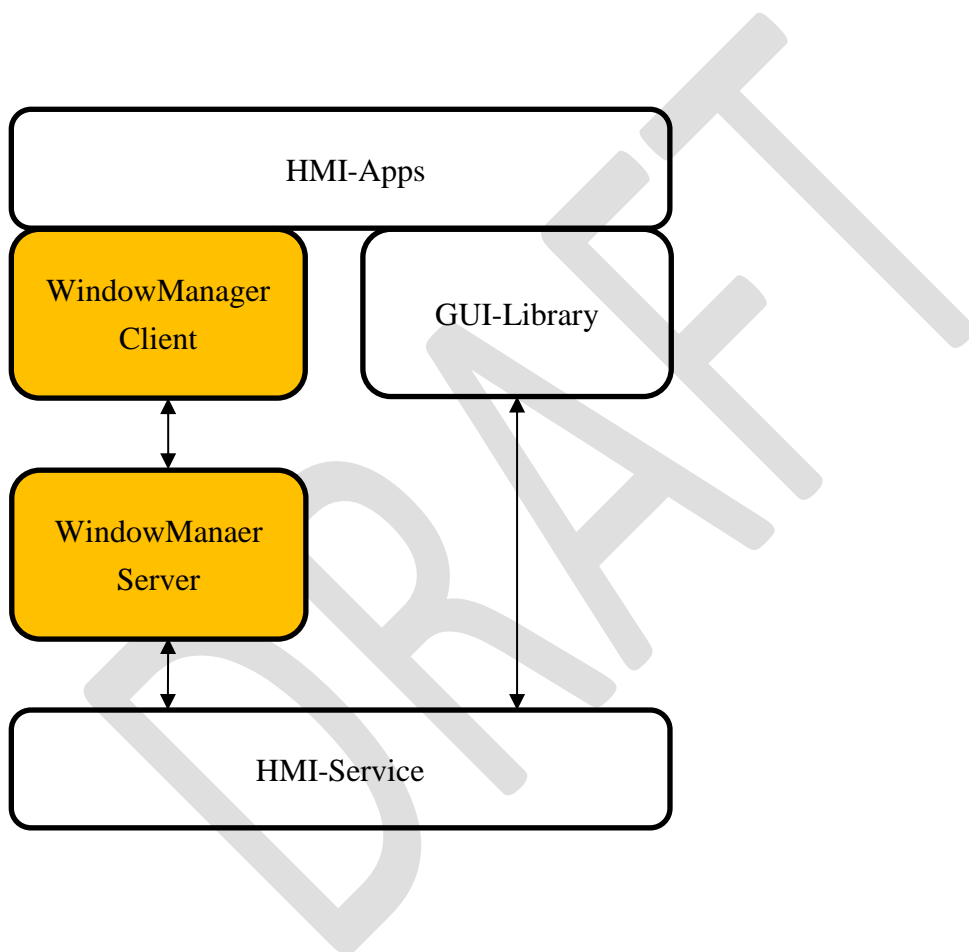 HMI-Apps
WindowManager
Client
GUI-Library
WindowManaer
Server
HMI-Service
DRAFT